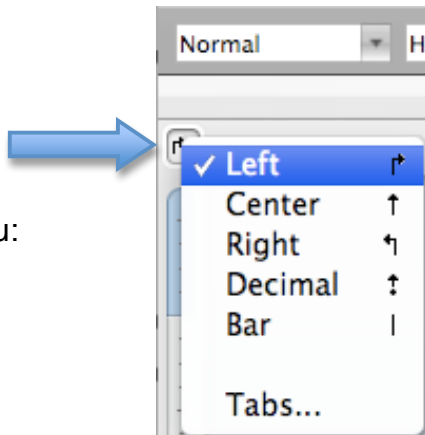 Normal
H
✓ Left
Center
Right
u:
Decimal
Bar
Tabs...